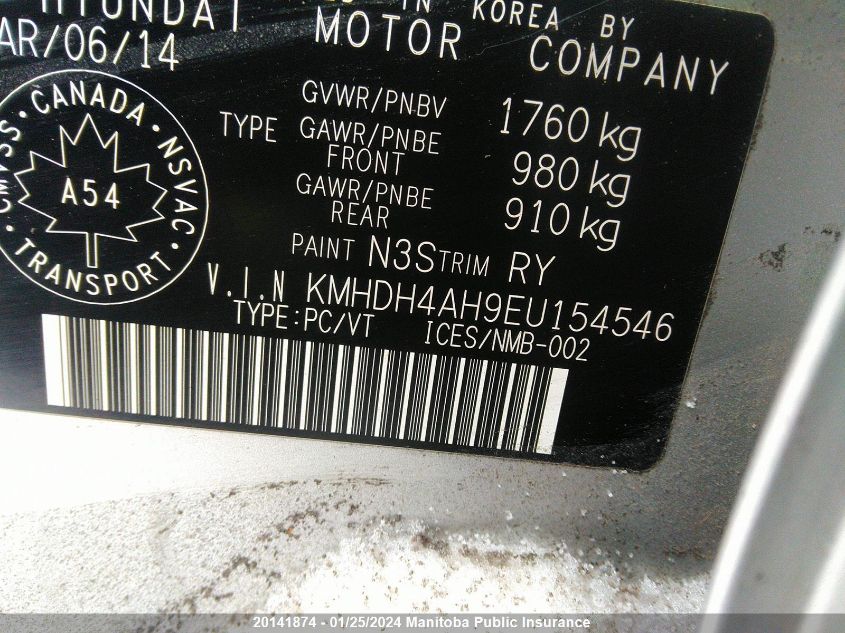 HYUNDAI
IN KOREA BY
AR/06/14
MOTOR COMPANY
CMVSS • CANADA • NSVAC • TRANSPORT
A54
GVWR/PNBV 1760 kg
TYPE GAWR/PNBE FRONT 980 kg
GAWR/PNBE REAR 910 kg
PAINT N3S TRIM RY
V.I.N KMHDH4AH9EU154546
TYPE:PC/VT ICES/NMB-002
20141874 - 01/25/2024 Manitoba Public Insurance